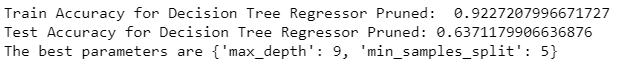 Train Accuracy for Decision Tree Regressor Pruned:  0.9227207996671727
Test Accuracy for Decision Tree Regressor Pruned: 0.6371179906636876
The best parameters are {'max_depth': 9, 'min_samples_split': 5}